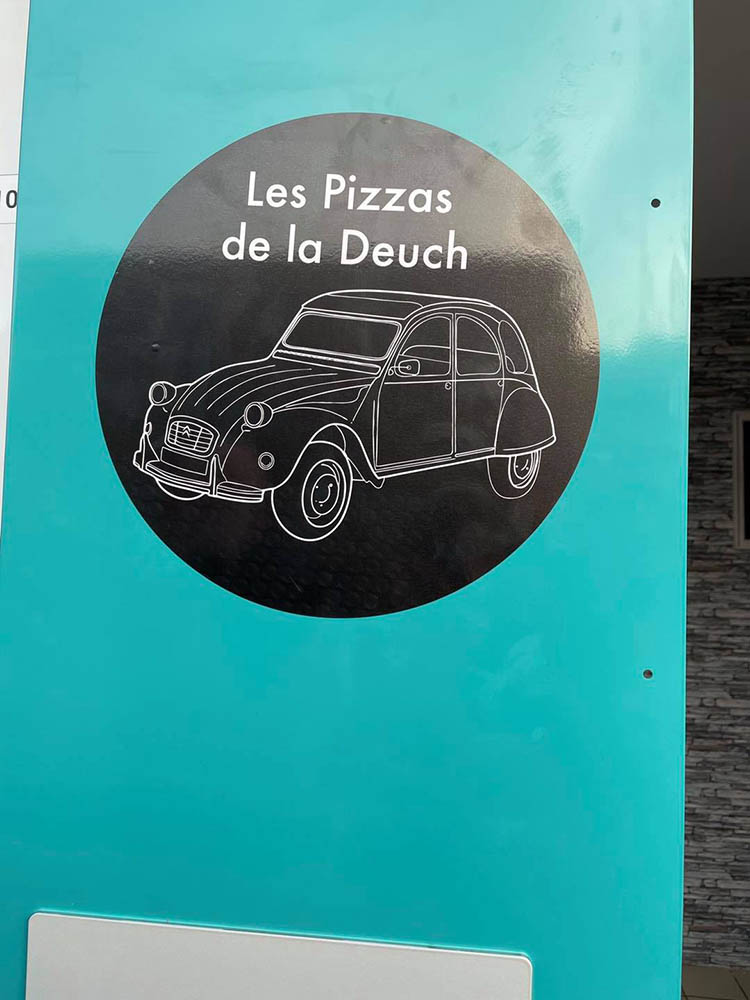 Les Pizzas
de la Deuch